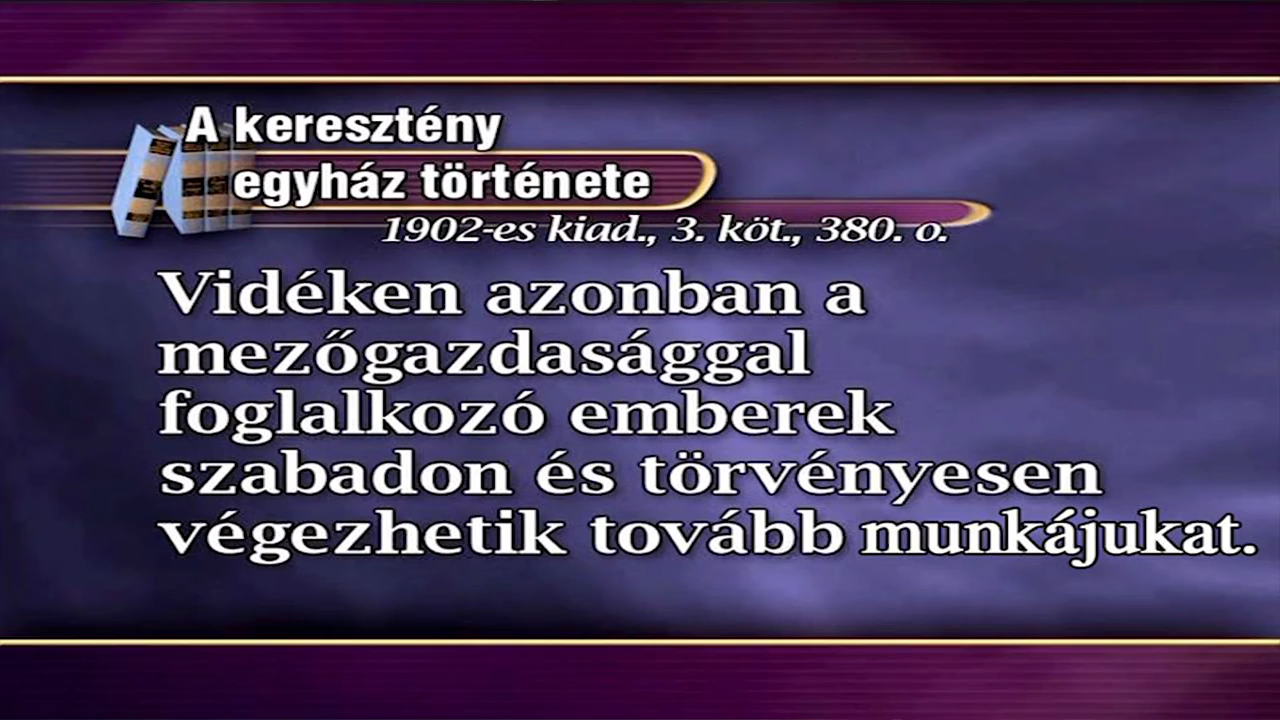 A keresztény
egyház története
1902-es kiad., 3. köt., 380. o.
Vidéken azonban a
mezőgazdasággal
foglalkozó emberek
szabadon és törvényesen
végezhetik tovább munkájukat.